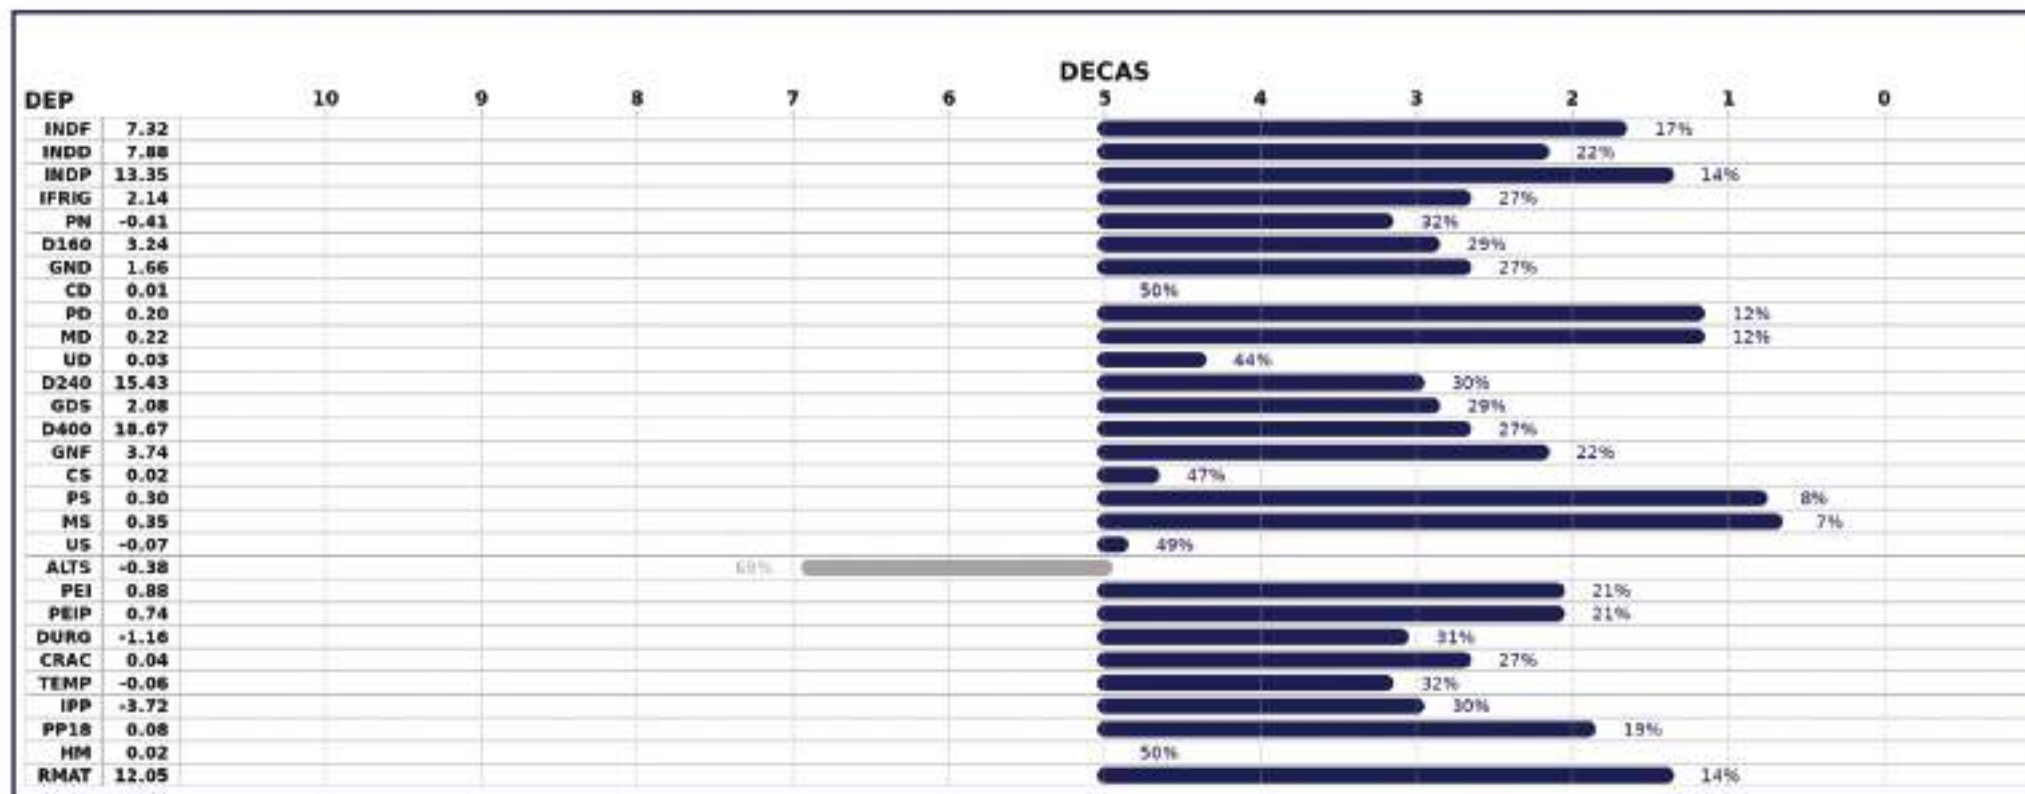 DECAS
DEP 10 9 8 7 6 5 4 3 2 1 0
INDF 7.32 17%
INDD 7.88 22%
INDP 13.35 14%
IFRIG 2.14 27%
PN -0.41 32%
D160 3.24 29%
GND 1.66 27%
CD 0.01 50%
PD 0.20 12%
MD 0.22 12%
UD 0.03 44%
D240 15.43 30%
GDS 2.08 29%
D400 18.67 27%
GNF 3.74 22%
CS 0.02 47%
PS 0.30 8%
MS 0.35 7%
US -0.07 49%
ALTS -0.38
PEI 0.88 21%
PEIP 0.74 21%
DURG -1.16 31%
CRAC 0.04 27%
TEMP -0.06 32%
IPP -3.72 30%
PP18 0.08 19%
HM 0.02 50%
RMAT 12.05 14%